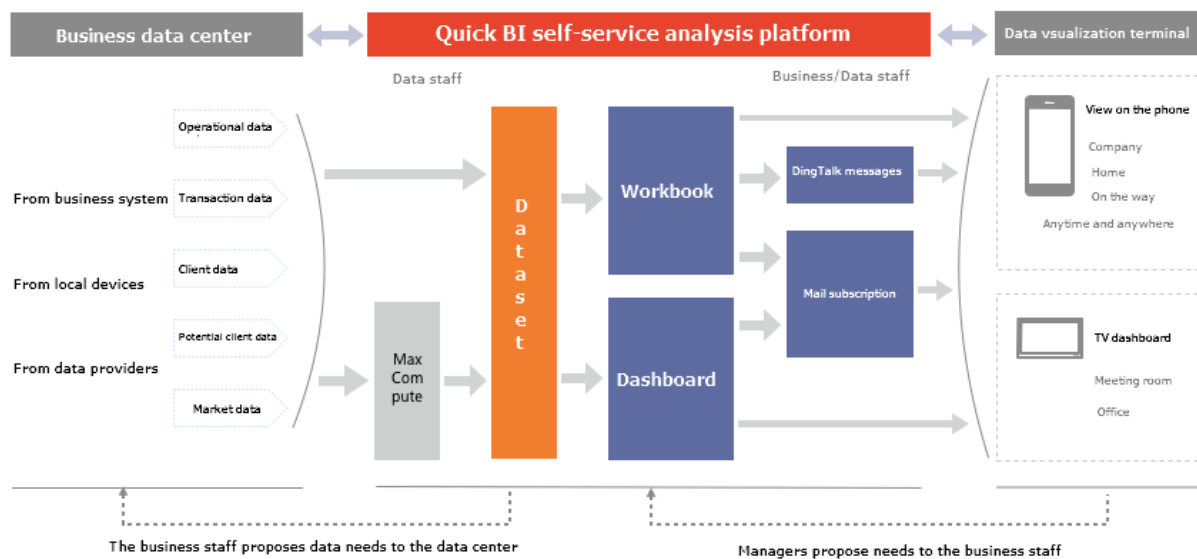 Business data center
Quick BI self-service analysis platform
Data vsualization terminal
Data staff
Business/Data staff
From business system
From local devices
From data providers
Operational data
Transaction data
Client data
Potential client data
Market data
Max
Com
pute
D
a
t
a
s
e
t
Workbook
Dashboard
DingTalk messages
Mail subscription
View on the phone
Company
Home
On the way
Anytime and anywhere
TV dashboard
Meeting room
Office
The business staff proposes data needs to the data center
Managers propose needs to the business staff